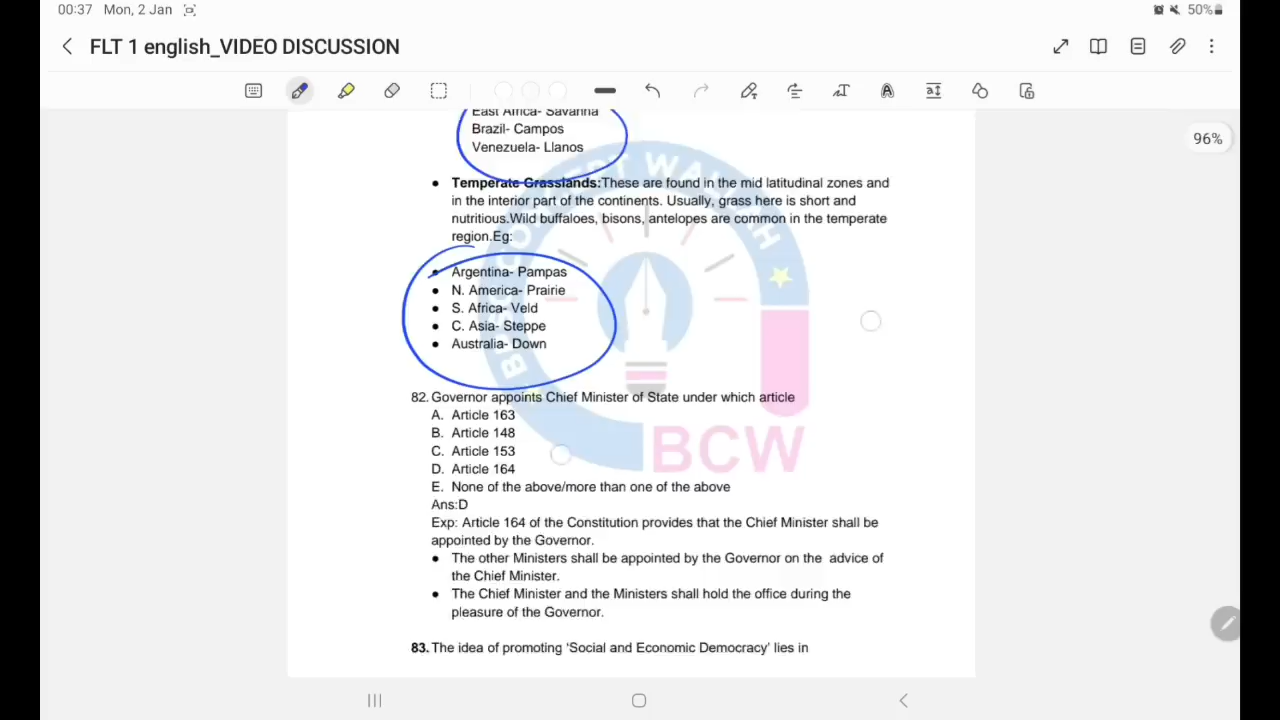 00:37 Mon, 2 Jan
50%
FLT 1 english_VIDEO DISCUSSION
96%
East Africa- Savanna
Brazil- Campos
Venezuela- Llanos
• Temperate Grasslands:These are found in the mid latitudinal zones and
in the interior part of the continents. Usually, grass here is short and
nutritious.Wild buffaloes, bisons, antelopes are common in the temperate
region.Eg:
• Argentina- Pampas
• N. America- Prairie
• S. Africa- Veld
• C. Asia- Steppe
• Australia- Down
82. Governor appoints Chief Minister of State under which article
A. Article 163
B. Article 148
C. Article 153
D. Article 164
E. None of the above/more than one of the above
Ans:D
Exp: Article 164 of the Constitution provides that the Chief Minister shall be
appointed by the Governor.
• The other Ministers shall be appointed by the Governor on the advice of
the Chief Minister.
• The Chief Minister and the Ministers shall hold the office during the
pleasure of the Governor.
83. The idea of promoting ‘Social and Economic Democracy’ lies in
BCW